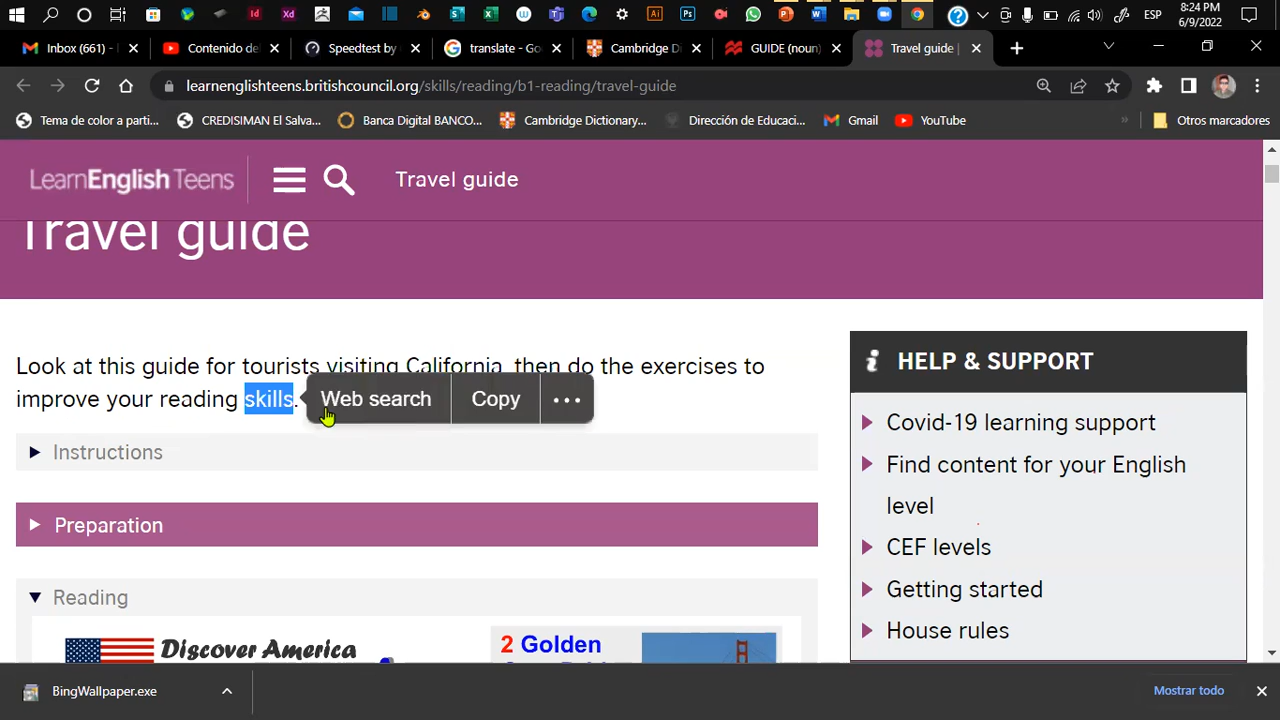 8:24 PM
ESP
6/9/2022
Inbox (661) -
Contenido de
Speedtest by
translate - Go
Cambridge Di
GUIDE (noun)
Travel guide |
learnenglishteens.britishcouncil.org/skills/reading/b1-reading/travel-guide
Tema de color a parti...
CREDISIMAN El Salva...
Banca Digital BANCO...
Cambridge Dictionary...
Dirección de Educaci...
Gmail
YouTube
Otros marcadores
LearnEnglish Teens
Travel guide
Travel guide
Look at this guide for tourists visiting California, then do the exercises to
improve your reading skills.
Web search
Copy
Instructions
Preparation
Reading
Discover America
2 Golden
HELP & SUPPORT
Covid-19 learning support
Find content for your English
level
CEF levels
Getting started
House rules
BingWallpaper.exe
Mostrar todo